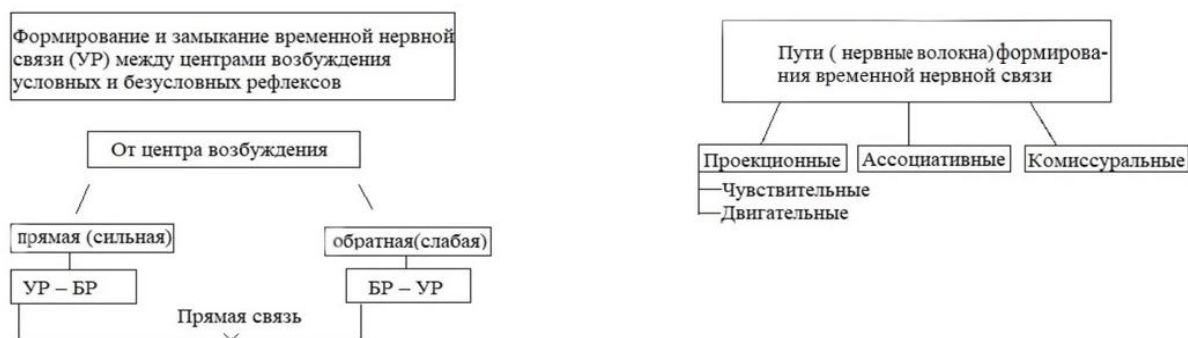 Формирование и замыкание временной нервной
связи (УР) между центрами возбуждения
условных и безусловных рефлексов
От центра возбуждения
прямая (сильная)
обратная(слабая)
УР – БР
БР – УР
Прямая связь
Пути ( нервные волокна)формирова-
ния временной нервной связи
Проекционные
Ассоциативные
Комиссуральные
Чувствительные
Двигательные